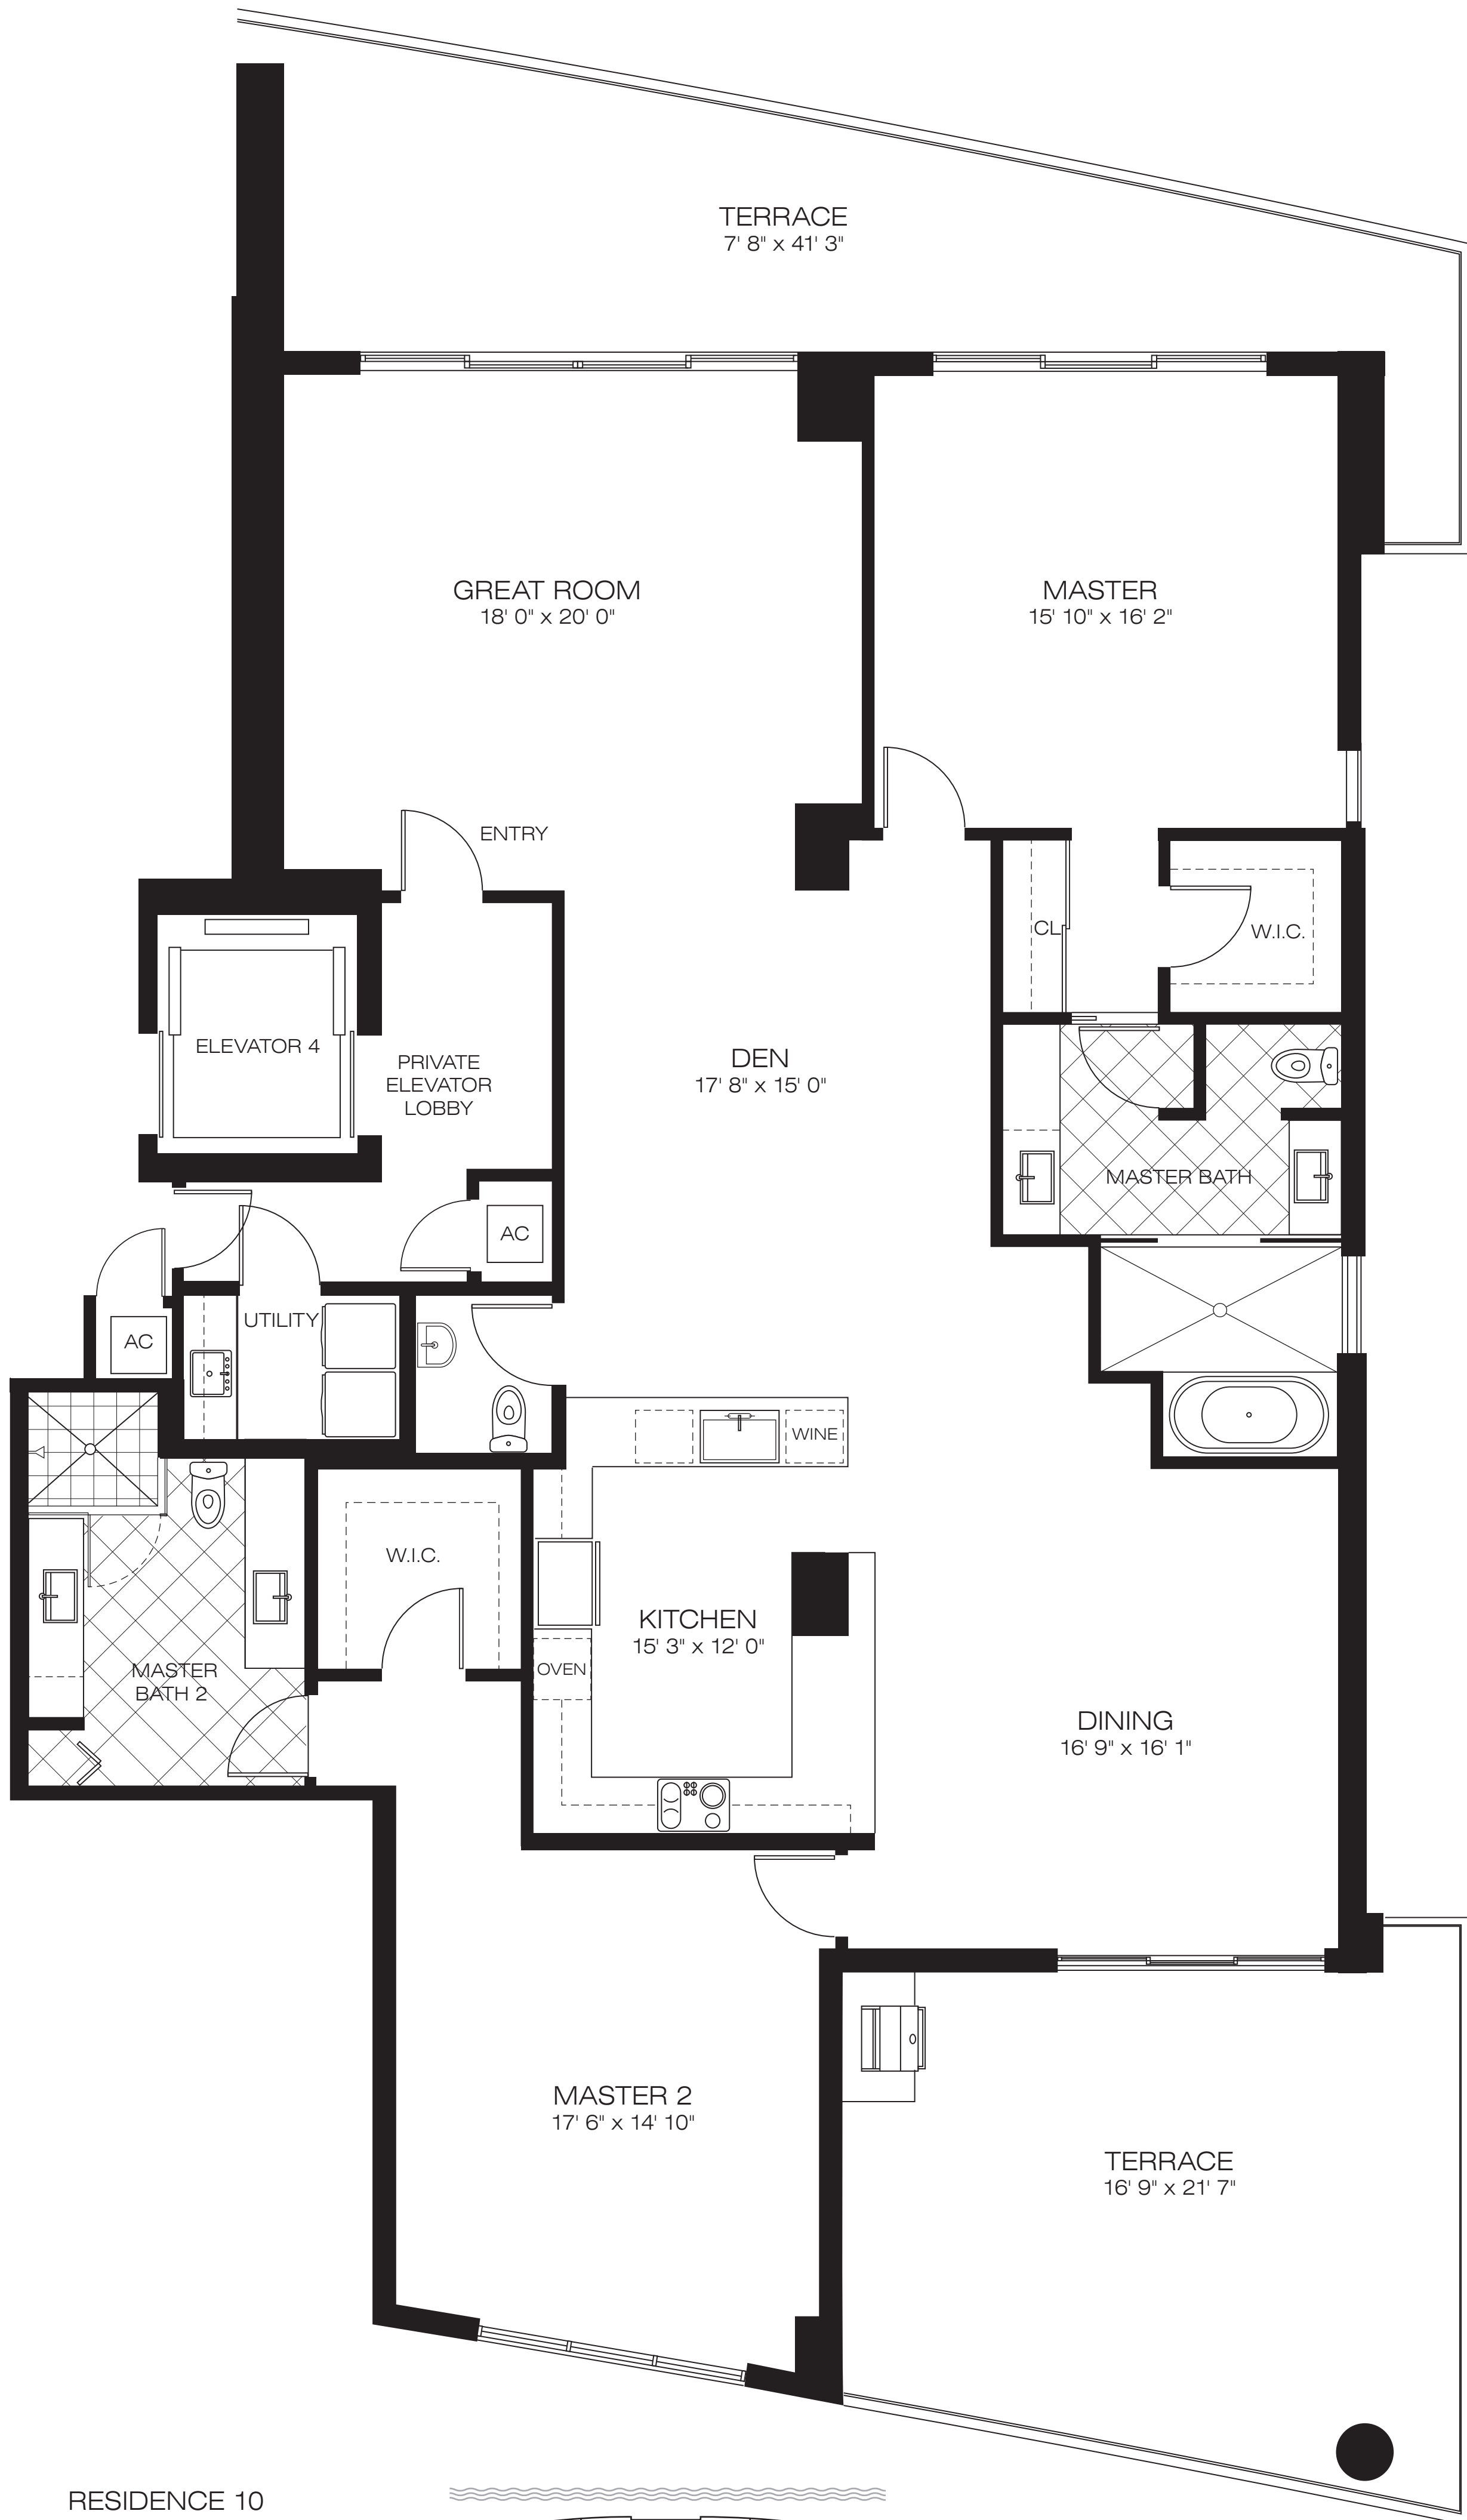 TERRACE
7' 8" x 41' 3"
GREAT ROOM
18' 0" x 20' 0"
MASTER
15' 10" x 16' 2"
ENTRY
CL
W.I.C.
ELEVATOR 4
PRIVATE
ELEVATOR
LOBBY
DEN
17' 8" x 15' 0"
MASTER BATH
AC
UTILITY
AC
WINE
W.I.C.
KITCHEN
15' 3" x 12' 0"
OVEN
MASTER
BATH 2
DINING
16' 9" x 16' 1"
MASTER 2
17' 6" x 14' 10"
TERRACE
16' 9" x 21' 7"
RESIDENCE 10